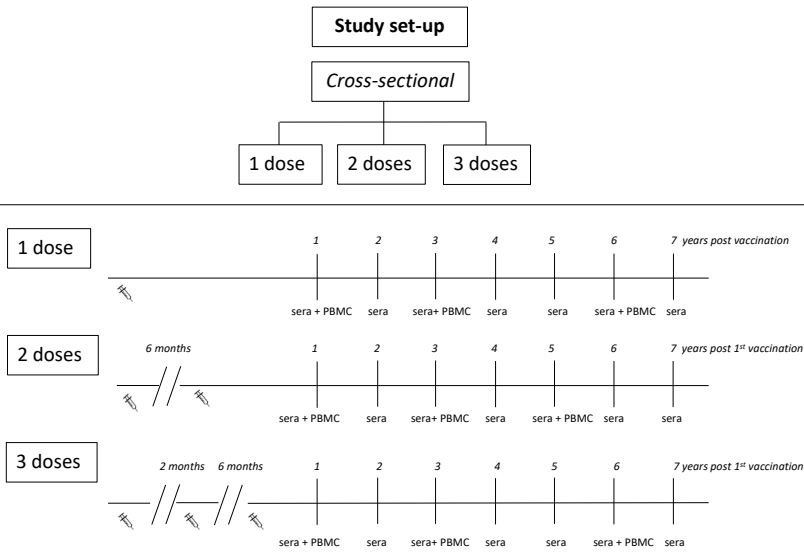 Study set-up
Cross-sectional
1 dose 2 doses 3 doses
1 dose
1 2 3 4 5 6 7 years post vaccination
sera + PBMC sera sera+ PBMC sera sera sera + PBMC sera
2 doses
6 months 1 2 3 4 5 6 7 years post 1st vaccination
sera + PBMC sera sera+ PBMC sera sera + PBMC sera sera
3 doses
2 months 6 months 1 2 3 4 5 6 7 years post 1st vaccination
sera + PBMC sera sera+ PBMC sera sera sera + PBMC sera